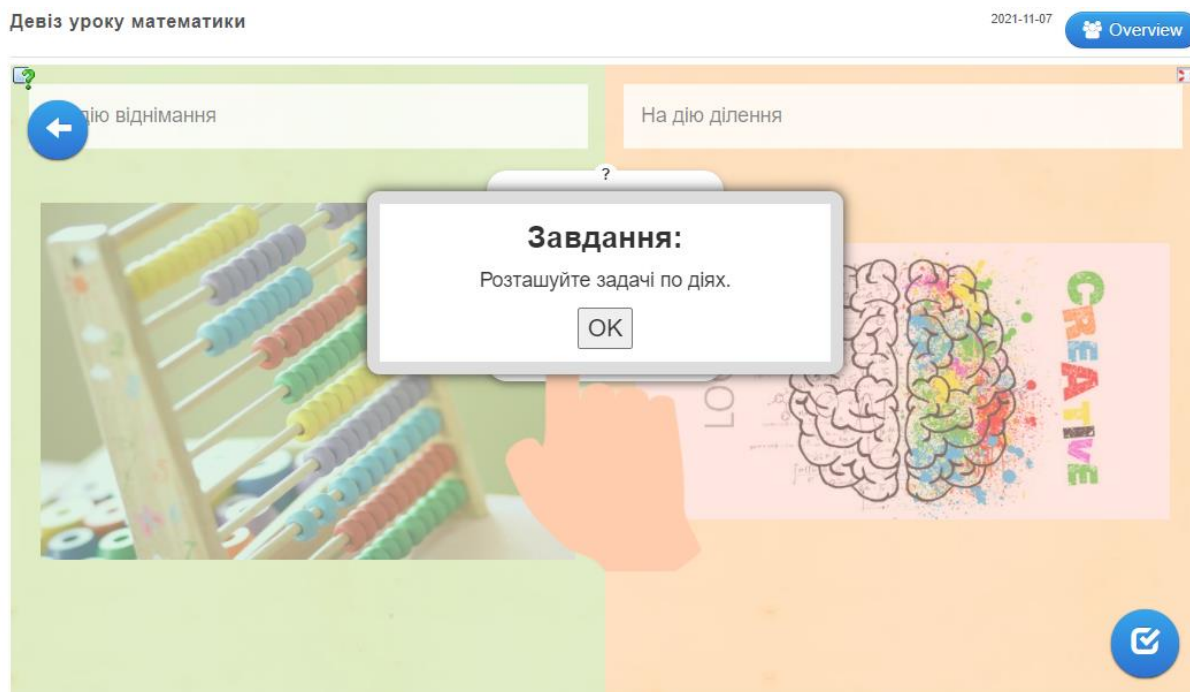 Девіз уроку математики
2021-11-07
Overview
дію віднімання
На дію ділення
?
Завдання:
Розташуйте задачі по діях.
OK
CREATIVE